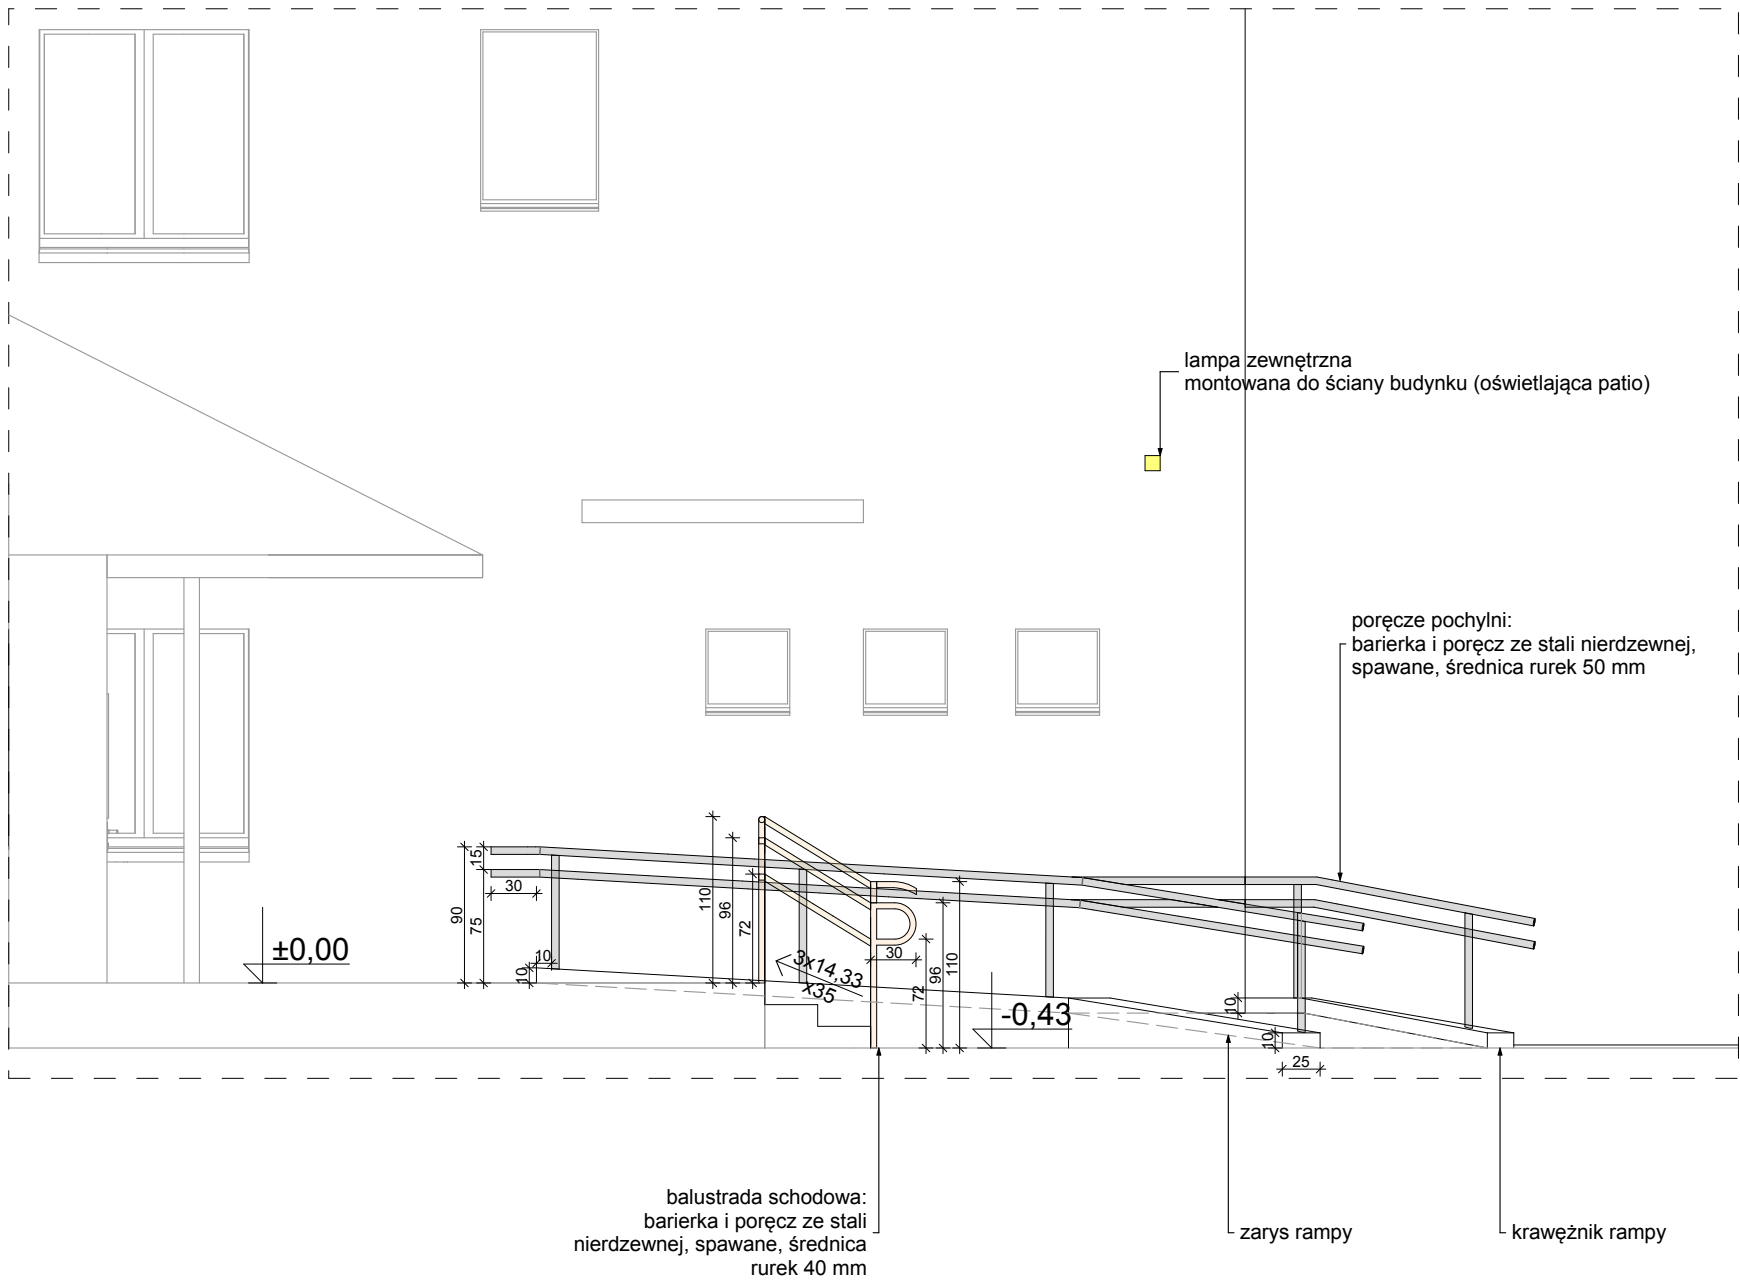 lampa zewnętrzna
montowana do ściany budynku (oświetlająca patio)
poręcze pochylni:
barierka i poręcz ze stali nierdzewnej,
spawane, średnica rurek 50 mm
15
30
90
75
10
10
±0,00
110
96
72
3x14,33
x35
30
72
96
110
-0,43
10
10
25
balustrada schodowa:
barierka i poręcz ze stali
nierdzewnej, spawane, średnica
rurek 40 mm
zarys rampy
krawężnik rampy